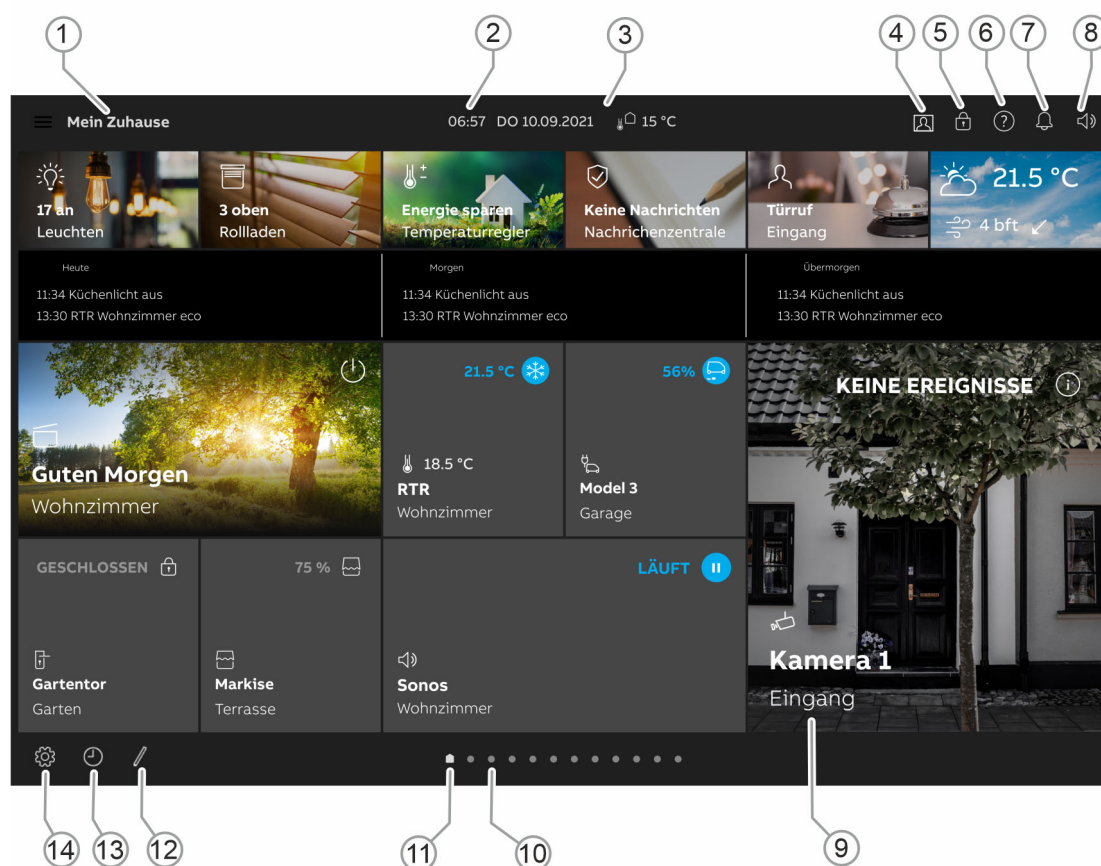 1
2
3
4
5
6
7
8
Mein Zuhause
06:57 DO 10.09.2021
15 °C
17 an
Leuchten
3 oben
Rollladen
Energie sparen
Temperaturregler
Keine Nachrichten
Nachrichenzentrale
Türruf
Eingang
21.5 °C
4 bft
Heute
11:34 Küchenlicht aus
13:30 RTR Wohnzimmer eco
Morgen
11:34 Küchenlicht aus
13:30 RTR Wohnzimmer eco
Übermorgen
11:34 Küchenlicht aus
13:30 RTR Wohnzimmer eco
Guten Morgen
Wohnzimmer
21.5 °C
18.5 °C
RTR
Wohnzimmer
56%
Model 3
Garage
KEINE EREIGNISSE
Kamera 1
Eingang
GESCHLOSSEN
Gartentor
Garten
75 %
Markise
Terrasse
LÄUFT
Sonos
Wohnzimmer
14
13
12
11
10
9